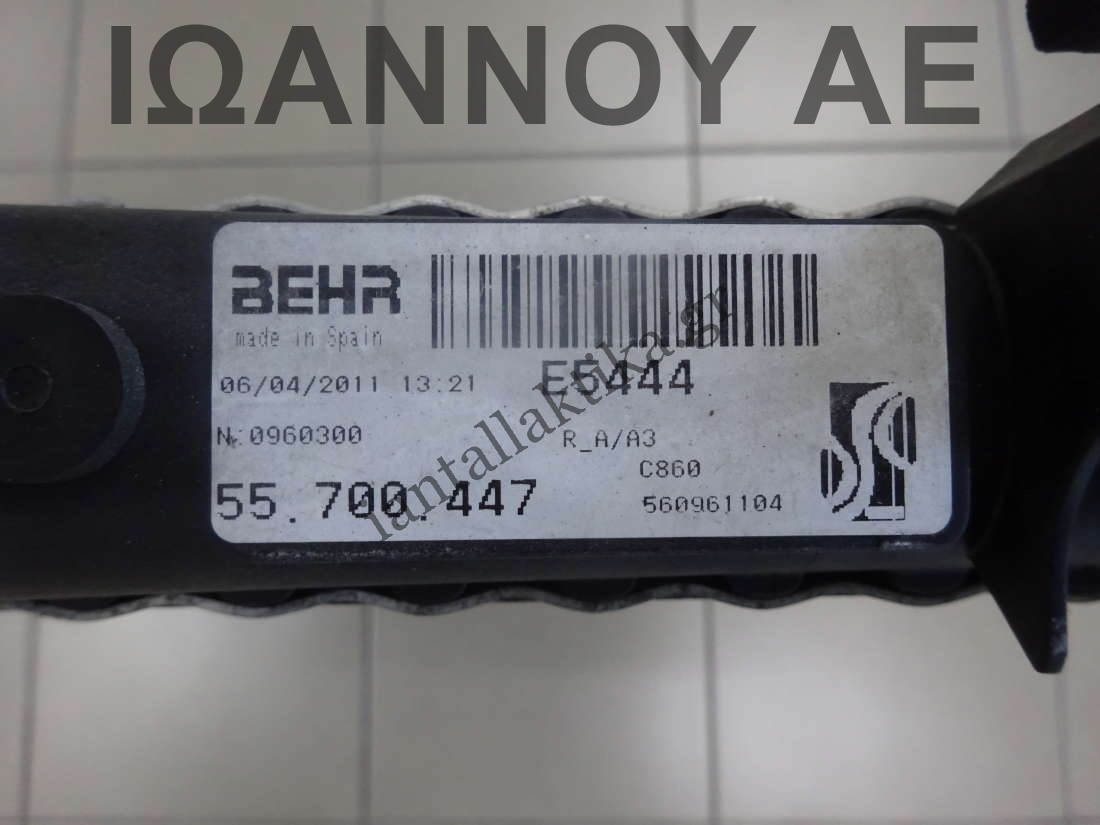 ΙΩΑΝΝΟΥ ΑΕ
BEHR
made in Spain
06/04/2011 13:21 E5444
N:0960300 R_A/A3
C860
55.700.447 560961104
iantallaktika.gr